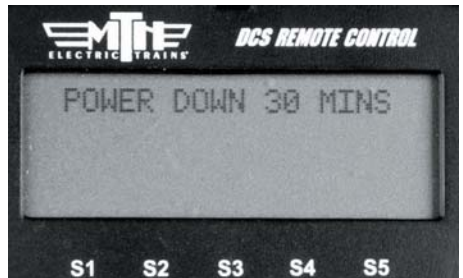 MTH
ELECTRIC TRAINS
DCS REMOTE CONTROL
POWER DOWN 30 MINS
S1 S2 S3 S4 S5